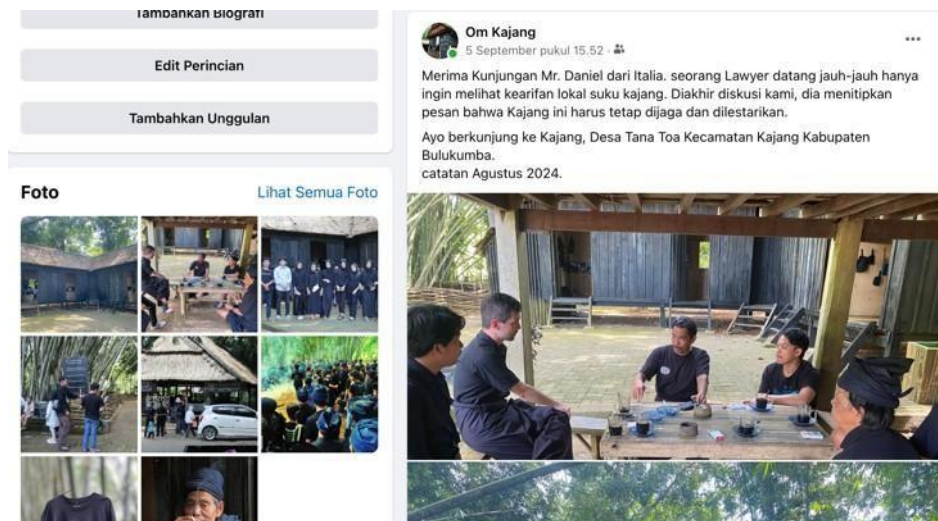 Tambahkan Biografi
Edit Perincian
Tambahkan Unggulan
Foto
Lihat Semua Foto
Om Kajang
5 September pukul 15.52 ·
Merima Kunjungan Mr. Daniel dari Italia. seorang Lawyer datang jauh-jauh hanya
ingin melihat kearifan lokal suku kajang. Diakhir diskusi kami, dia menitipkan
pesan bahwa Kajang ini harus tetap dijaga dan dilestarikan.
Ayo berkunjung ke Kajang, Desa Tana Toa Kecamatan Kajang Kabupaten
Bulukumba.
catatan Agustus 2024.